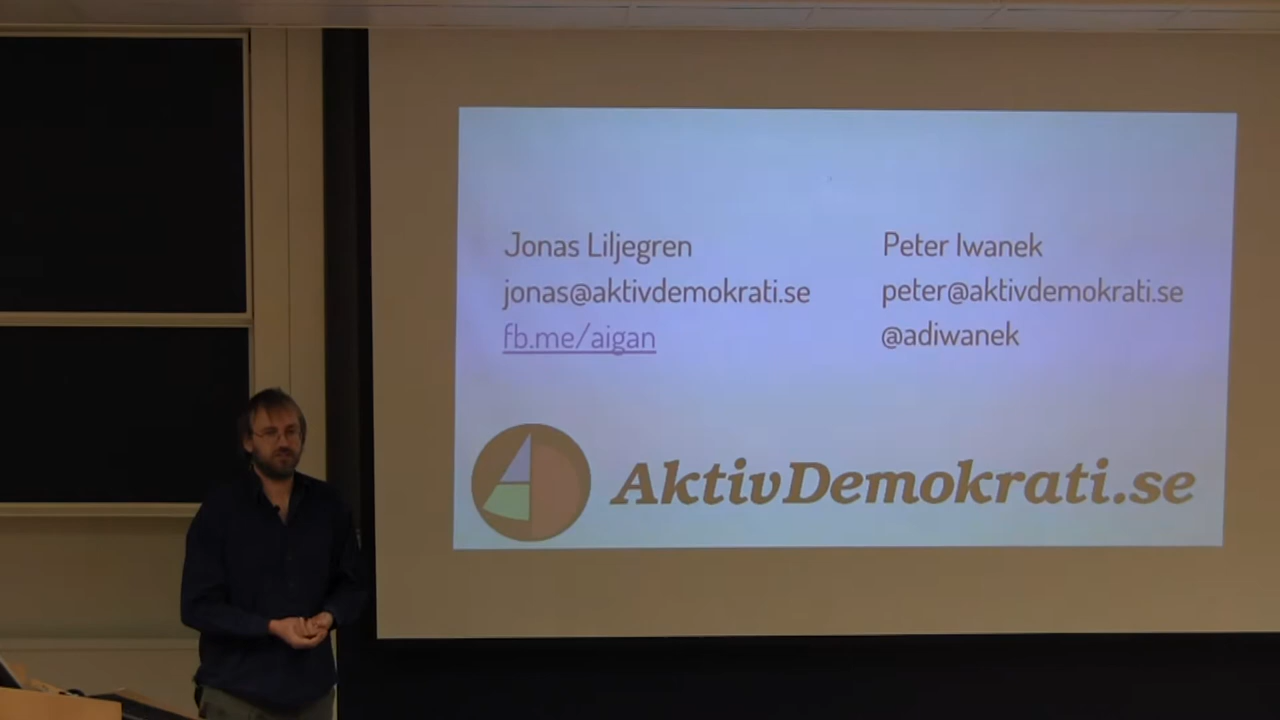 Jonas Liljegren
jonas@aktivdemokrati.se
fb.me/aigan
Peter Iwanek
peter@aktivdemokrati.se
@adiwanek
AktivDemokrati.se